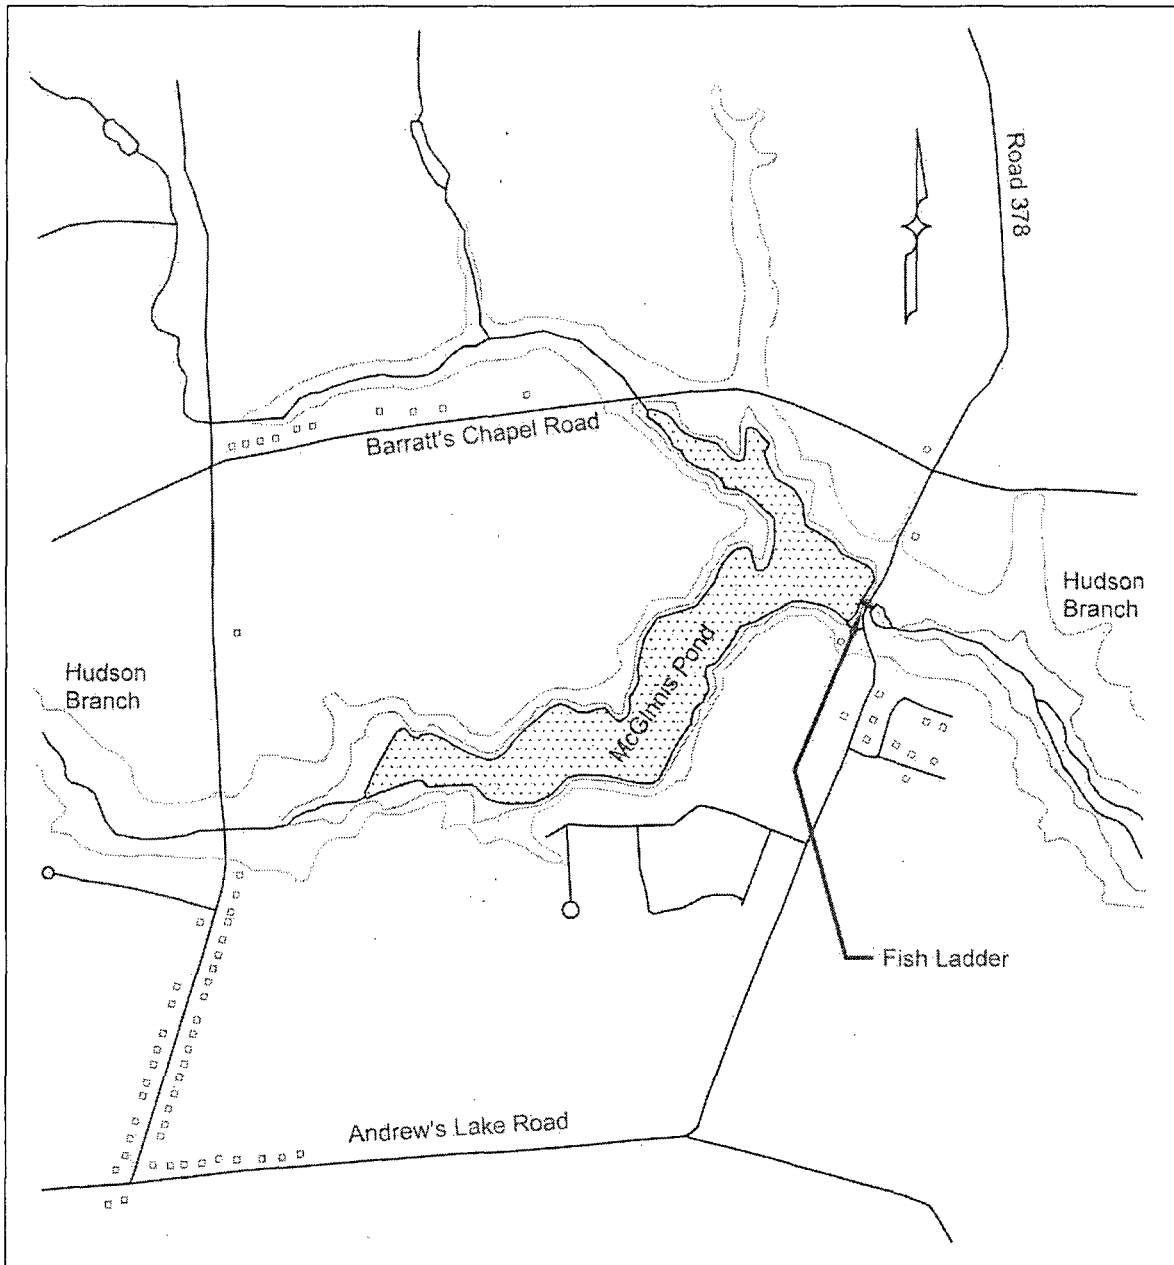 Road 378
Barratt's Chapel Road
Hudson
Branch
Hudson
Branch
McGinnis Pond
Fish Ladder
Andrew's Lake Road